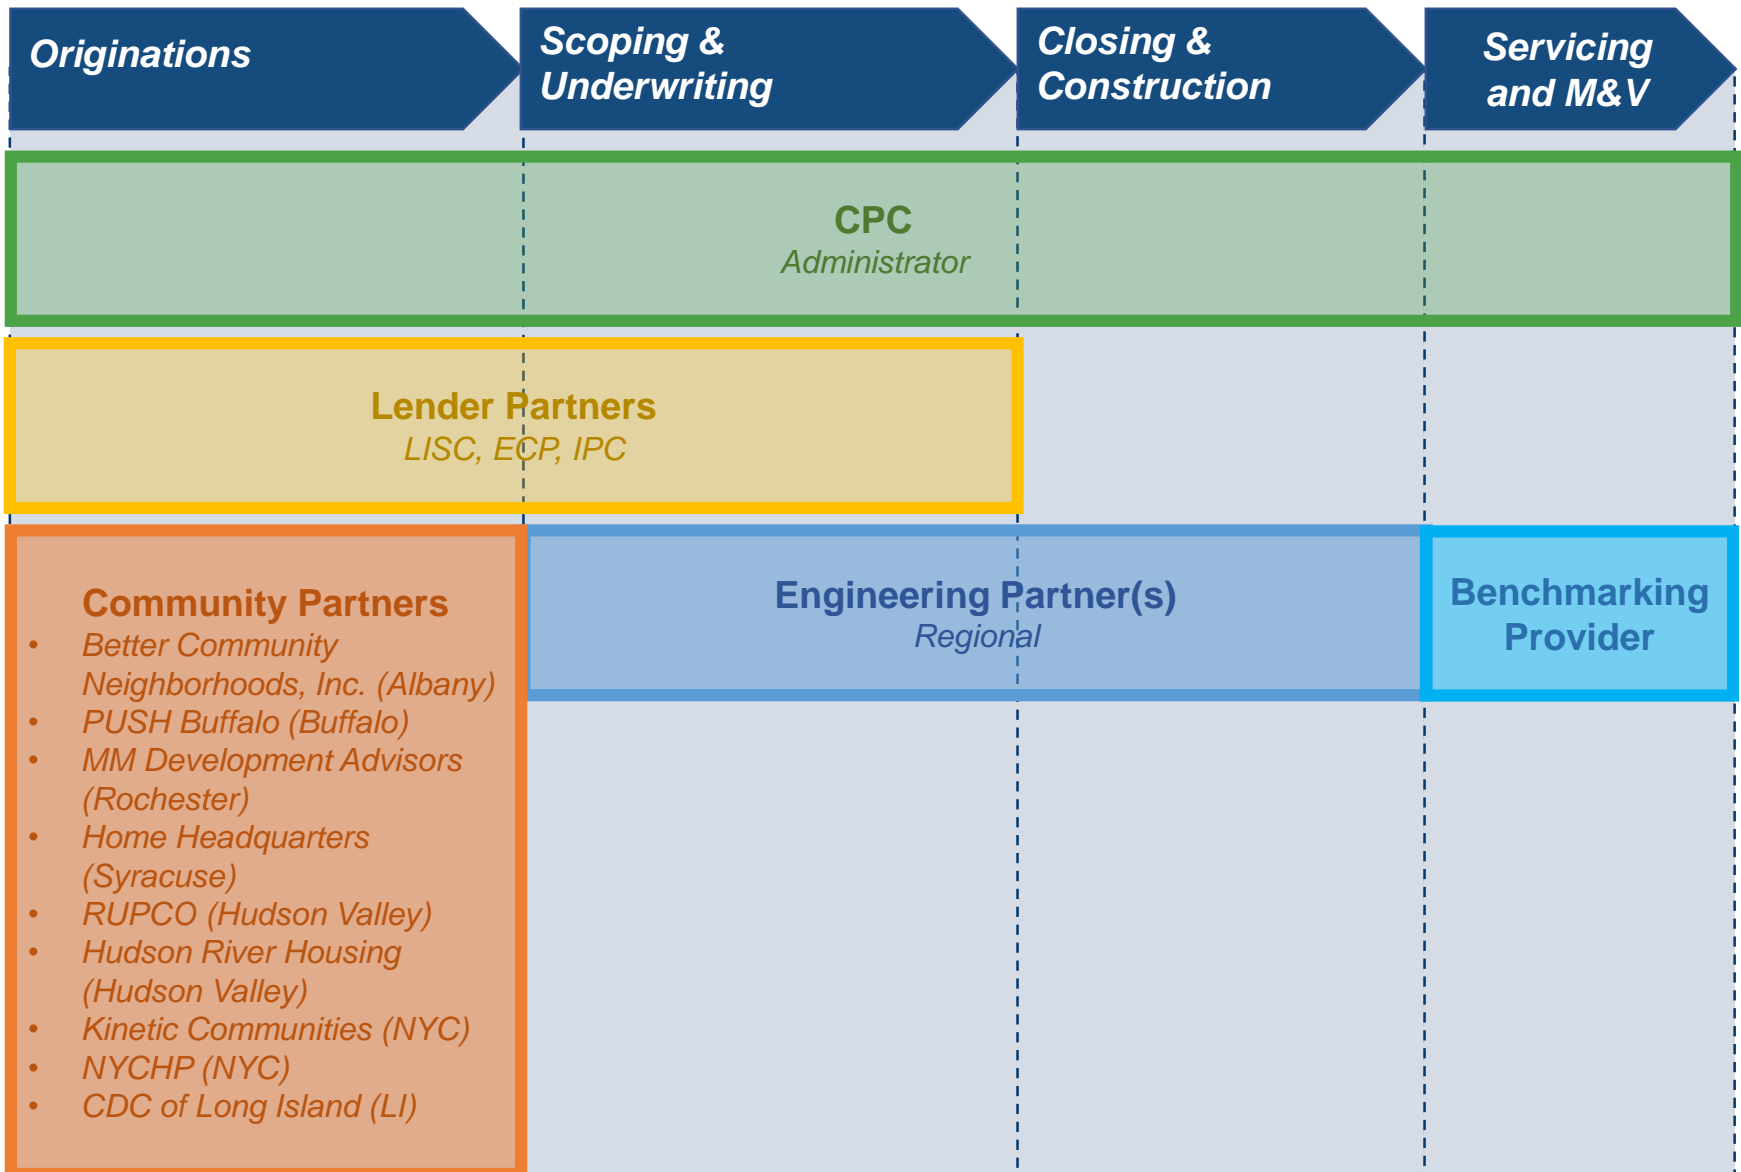 Originations
Scoping &
Underwriting
Closing &
Construction
Servicing
and M&V
CPC
Administrator
Lender Partners
LISC, ECP, IPC
Community Partners
• Better Community
Neighborhoods, Inc. (Albany)
• PUSH Buffalo (Buffalo)
• MM Development Advisors
(Rochester)
• Home Headquarters
(Syracuse)
• RUPCO (Hudson Valley)
• Hudson River Housing
(Hudson Valley)
• Kinetic Communities (NYC)
• NYCHP (NYC)
• CDC of Long Island (LI)
Engineering Partner(s)
Regional
Benchmarking
Provider